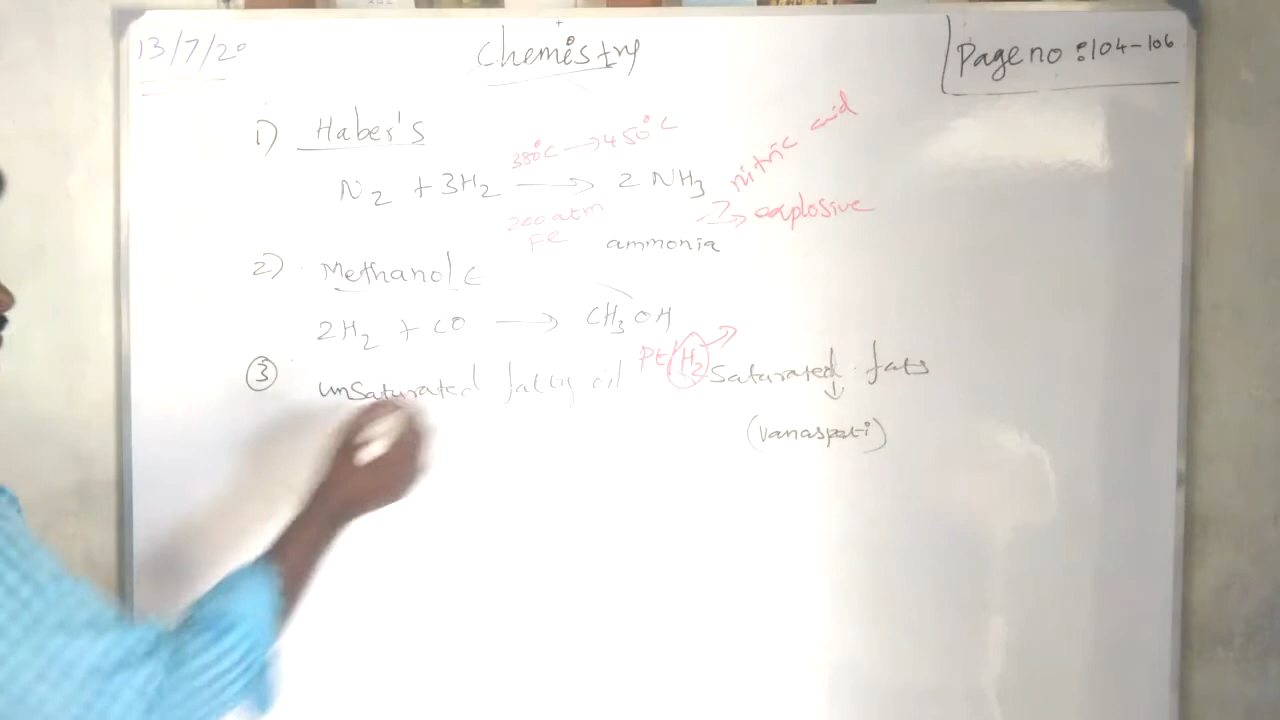 13/7/20
Chemistry
Page no : 104-106
1) Haber's
380°C → 450°C
N2 + 3H2 → 2 NH3
200 atm
Fe
ammonia
nitric acid
→ explosive
2) Methanol
2H2 + CO → CH3OH
3 unsaturated fatty oil Pt/H2 Saturated fats
(vanaspati)